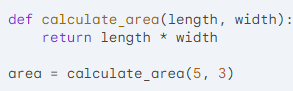 def calculate_area(length, width):
    return length * width

area = calculate_area(5, 3)